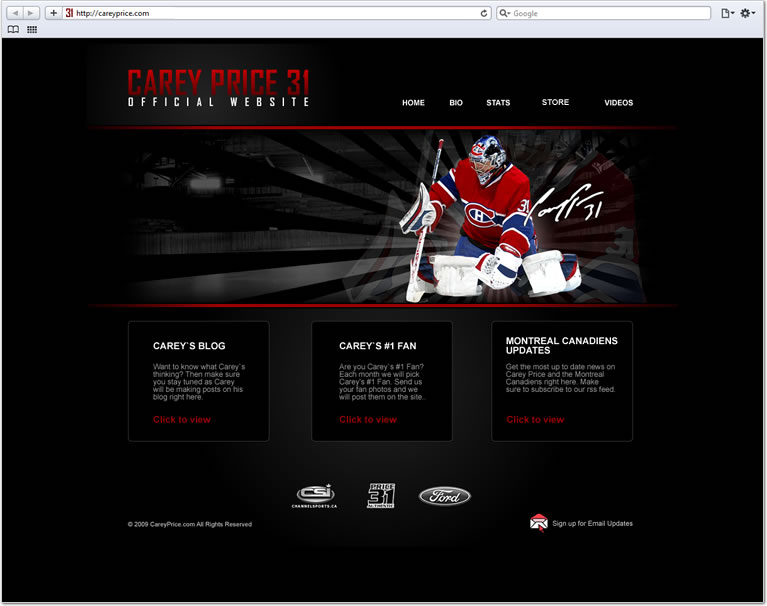 31 http://careyprice.com
Google
CAREY PRICE 31
OFFICIAL WEBSITE
HOME BIO STATS STORE VIDEOS
31
Carey Price 31
CAREY`S BLOG
Want to know what Carey`s
thinking? Then make sure
you stay tuned as Carey
will be making posts on his
blog right here.
Click to view
CAREY`S #1 FAN
Are you Carey`s #1 Fan?
Each month we will pick
Carey's #1 Fan. Send us
your fan photos and we
will post them on the site..
Click to view
MONTREAL CANADIENS
UPDATES
Get the most up to date news on
Carey Price and the Montreal
Canadiens right here. Make
sure to subscribe to our rss feed.
Click to view
CSI
CHANNELSPORTS.CA
PRICE
31
AUTHENTIC
Ford
© 2009 CareyPrice.com All Rights Reserved
Sign up for Email Updates